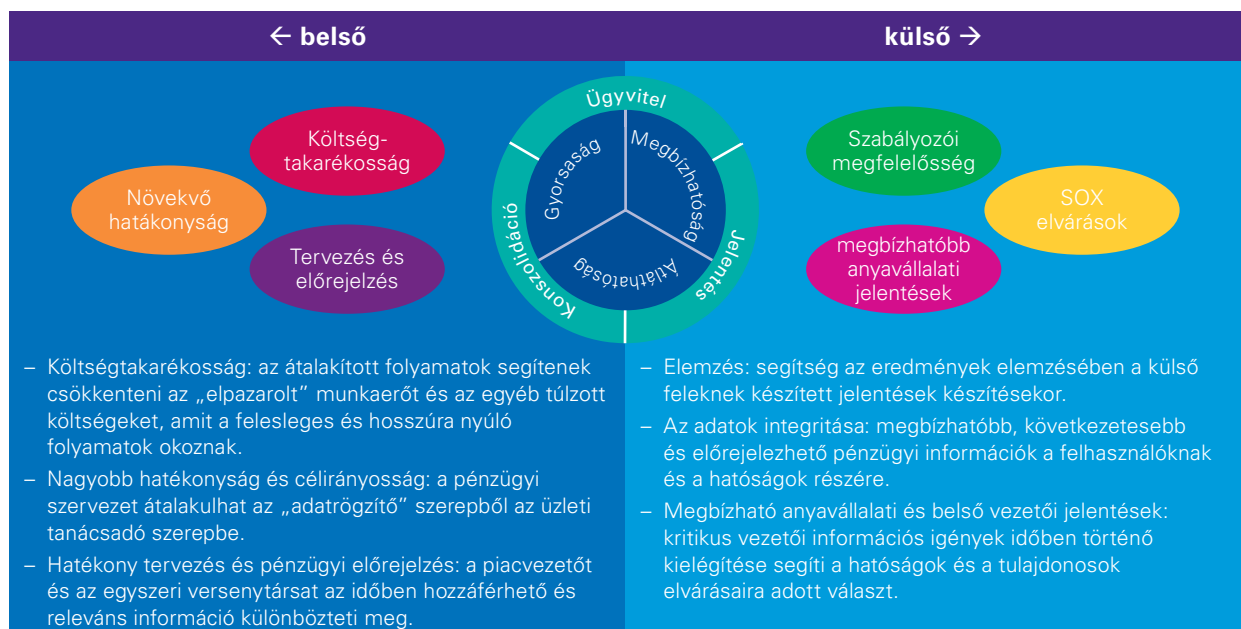 ← belső
külső →
Költség-
takarékosság
Növekvő
hatákonyság
Tervezés és
előrejelzés
Ügyvitel
Jelentés
Konszolidáció
Gyorsaság
Megbízhatóság
Átláthatóság
Szabályozói
megfelelősség
SOX
elvárások
megbízhatóbb
anyavállalati
jelentések
– Költségtakarékosság: az átalakított folyamatok segítenek
csökkenteni az „elpazarolt” munkaerőt és az egyéb túlzott
költségeket, amit a felesleges és hosszúra nyúló
folyamatok okoznak.
– Nagyobb hatékonyság és célirányosság: a pénzügyi
szervezet átalakulhat az „adatrögzítő” szerepből az üzleti
tanácsadó szerepbe.
– Hatékony tervezés és pénzügyi előrejelzés: a piacvezetőt
és az egyszeri versenytársat az időben hozzáférhető és
releváns információ különbözteti meg.
– Elemzés: segítség az eredmények elemzésében a külső
feleknek készített jelentések készítésekor.
– Az adatok integritása: megbízhatóbb, következetesebb
és előrejelezhető pénzügyi információk a felhasználóknak
és a hatóságok részére.
– Megbízható anyavállalati és belső vezetői jelentések:
kritikus vezetői információs igények időben történő
kielégítése segíti a hatóságok és a tulajdonosok
elvárásaira adott választ.